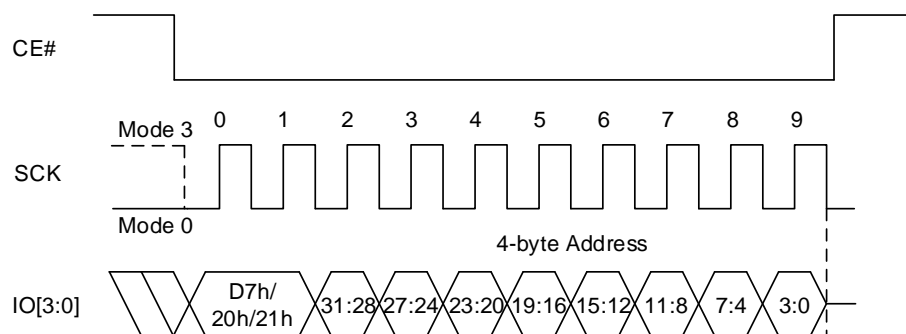 CE#
0 1 2 3 4 5 6 7 8 9
Mode 3
SCK
Mode 0
4-byte Address
IO[3:0]
D7h/
20h/21h
31:28 27:24 23:20 19:16 15:12 11:8 7:4 3:0